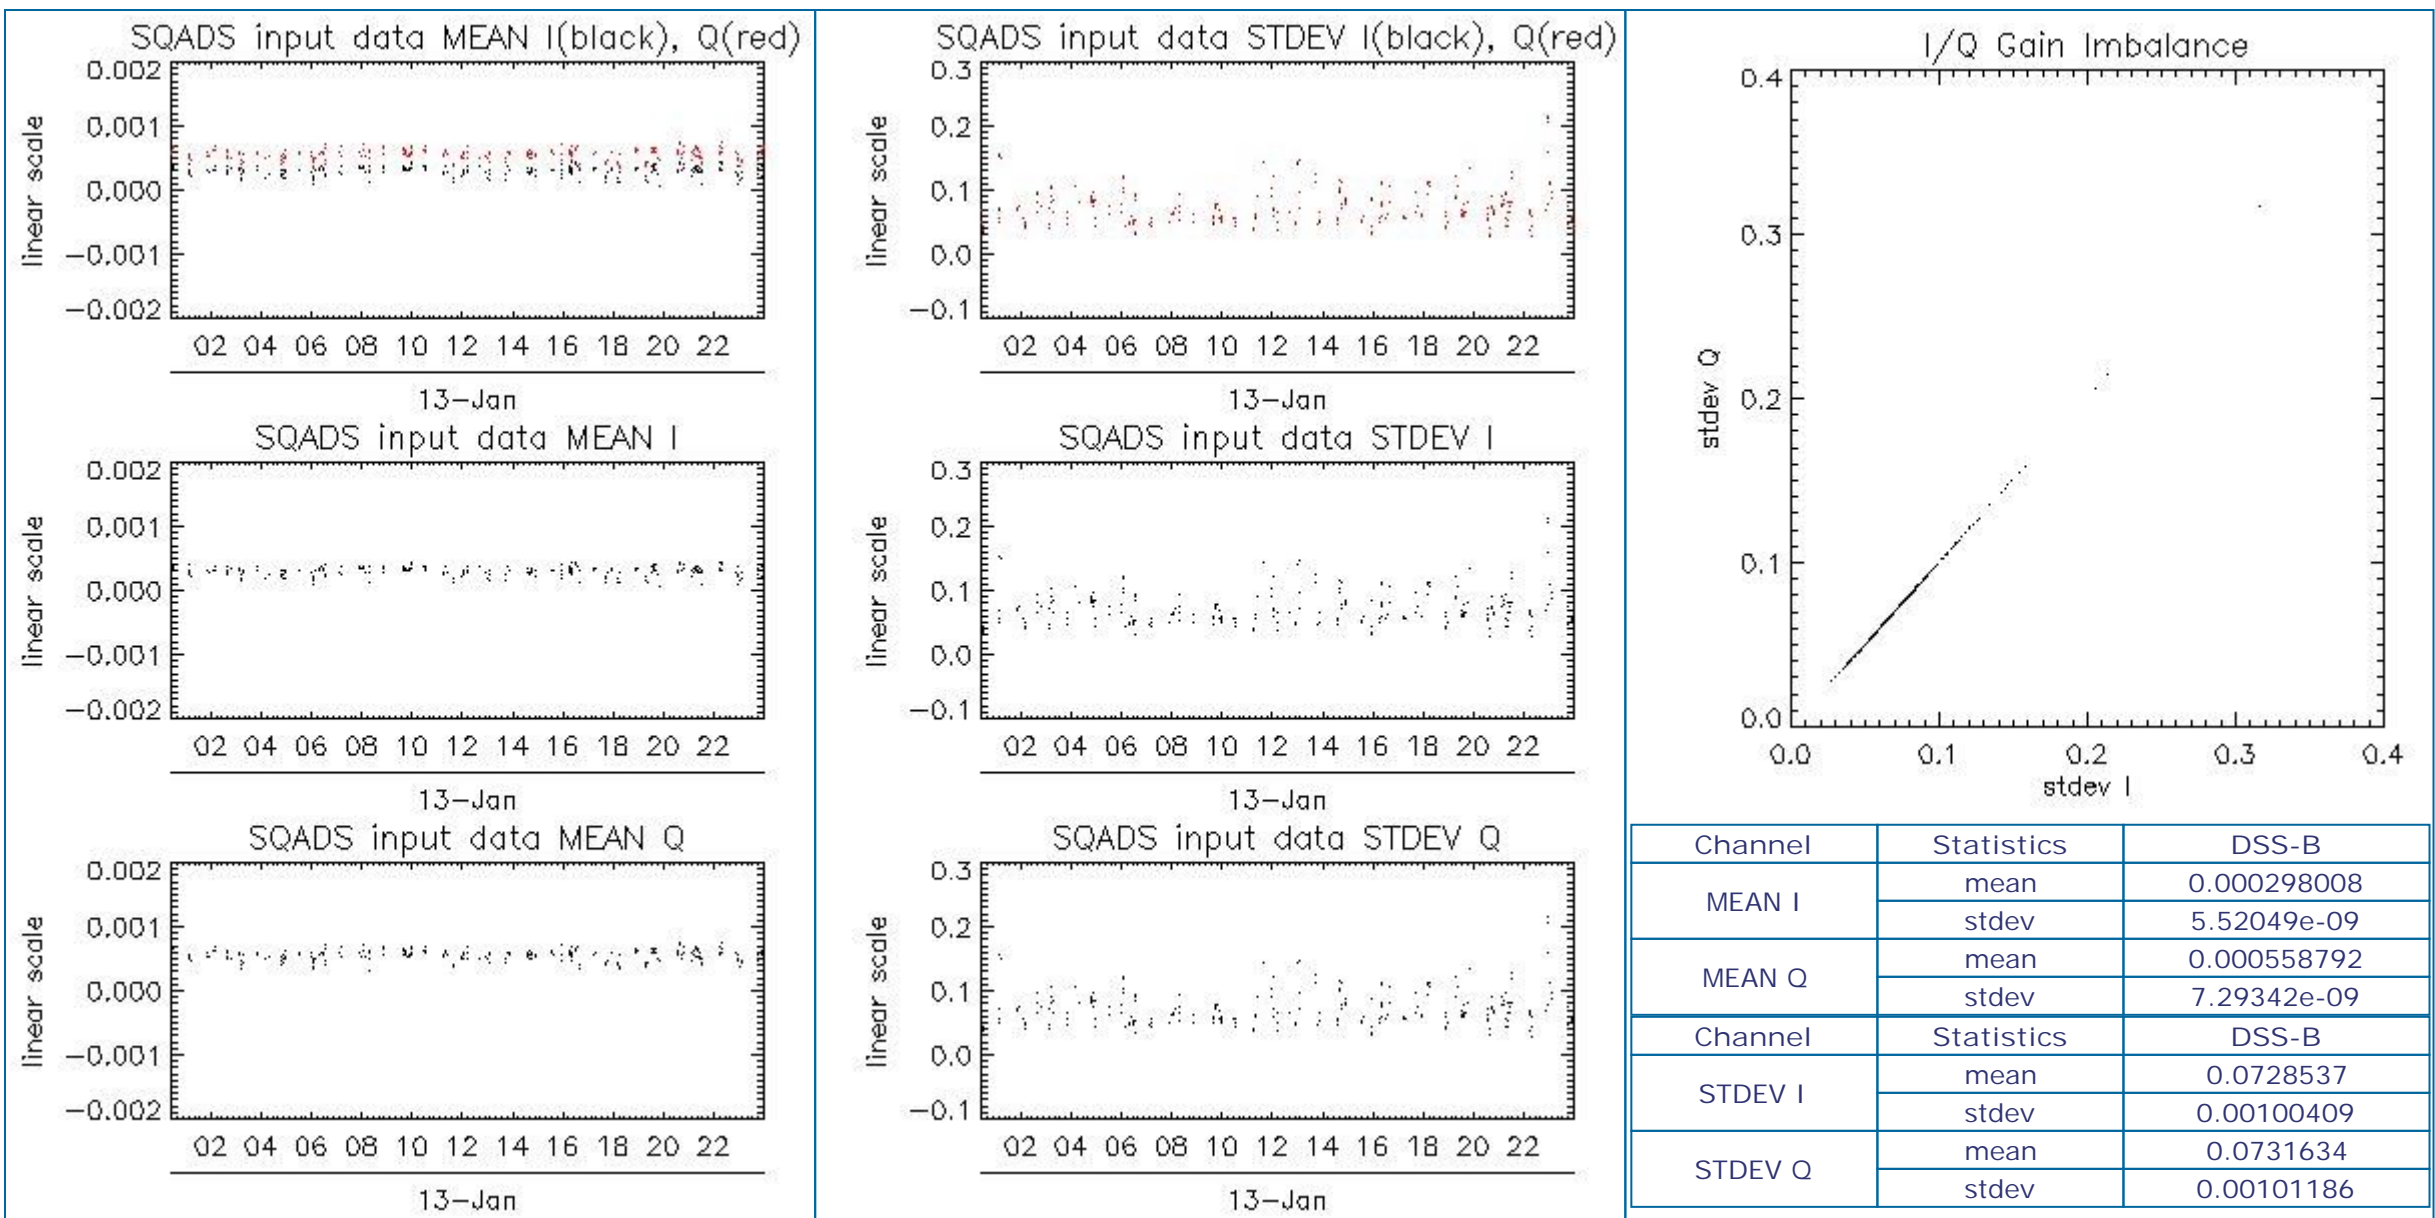 SQADS input data MEAN I(black), Q(red)
0.002
0.001
0.000
−0.001
−0.002
linear scale
02 04 06 08 10 12 14 16 18 20 22
13−Jan
SQADS input data MEAN I
0.002
0.001
0.000
−0.001
−0.002
linear scale
02 04 06 08 10 12 14 16 18 20 22
13−Jan
SQADS input data MEAN Q
0.002
0.001
0.000
−0.001
−0.002
linear scale
02 04 06 08 10 12 14 16 18 20 22
13−Jan
SQADS input data STDEV I(black), Q(red)
0.3
0.2
0.1
0.0
−0.1
linear scale
02 04 06 08 10 12 14 16 18 20 22
13−Jan
SQADS input data STDEV I
0.3
0.2
0.1
0.0
−0.1
linear scale
02 04 06 08 10 12 14 16 18 20 22
13−Jan
SQADS input data STDEV Q
0.3
0.2
0.1
0.0
−0.1
linear scale
02 04 06 08 10 12 14 16 18 20 22
13−Jan
I/Q Gain Imbalance
0.4
0.3
0.2
0.1
0.0
stdev Q
0.0 0.1 0.2 0.3 0.4
stdev I
Channel Statistics DSS-B
MEAN I mean 0.000298008
stdev 5.52049e-09
MEAN Q mean 0.000558792
stdev 7.29342e-09
Channel Statistics DSS-B
STDEV I mean 0.0728537
stdev 0.00100409
STDEV Q mean 0.0731634
stdev 0.00101186